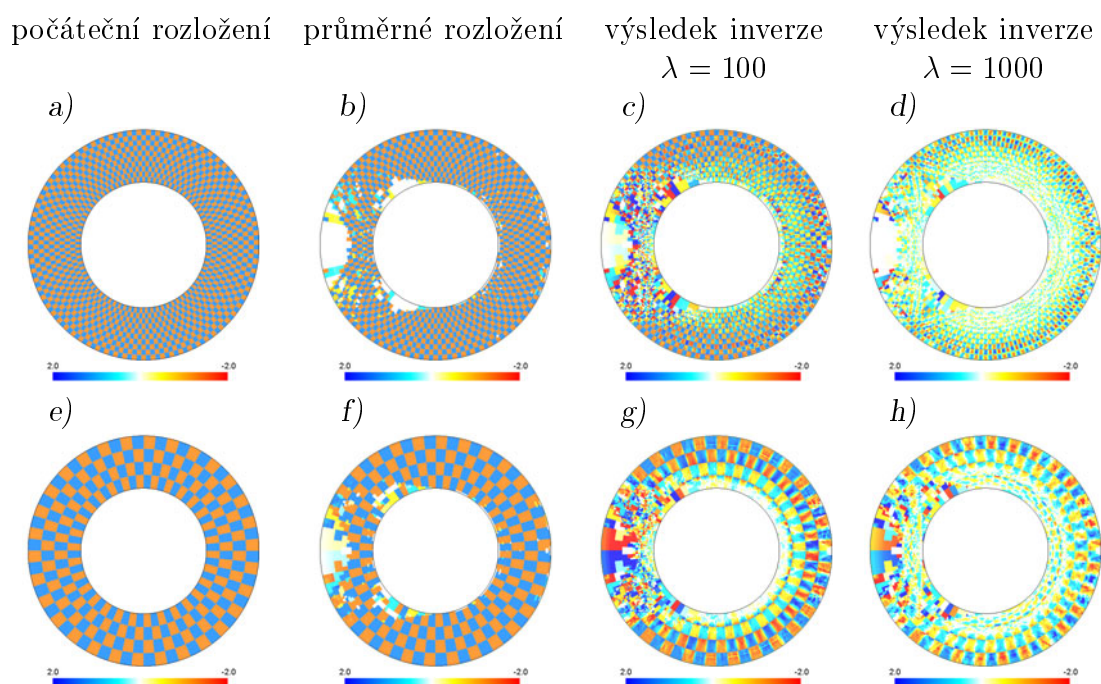 počáteční rozložení průměrné rozložení výsledek inverze výsledek inverze
λ = 100 λ = 1000
a) b) c) d)
2.0 -2.0 2.0 -2.0 2.0 -2.0 2.0 -2.0
e) f) g) h)
2.0 -2.0 2.0 -2.0 2.0 -2.0 2.0 -2.0